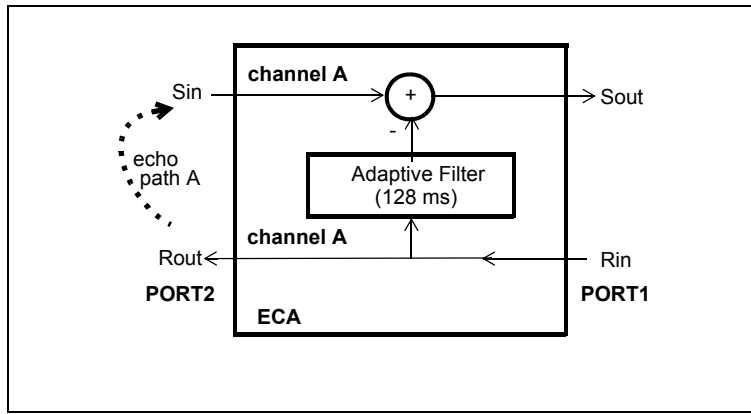 channel A
Sin
+
Sout
-
echo
path A
Adaptive Filter
(128 ms)
channel A
Rout
Rin
PORT2
PORT1
ECA